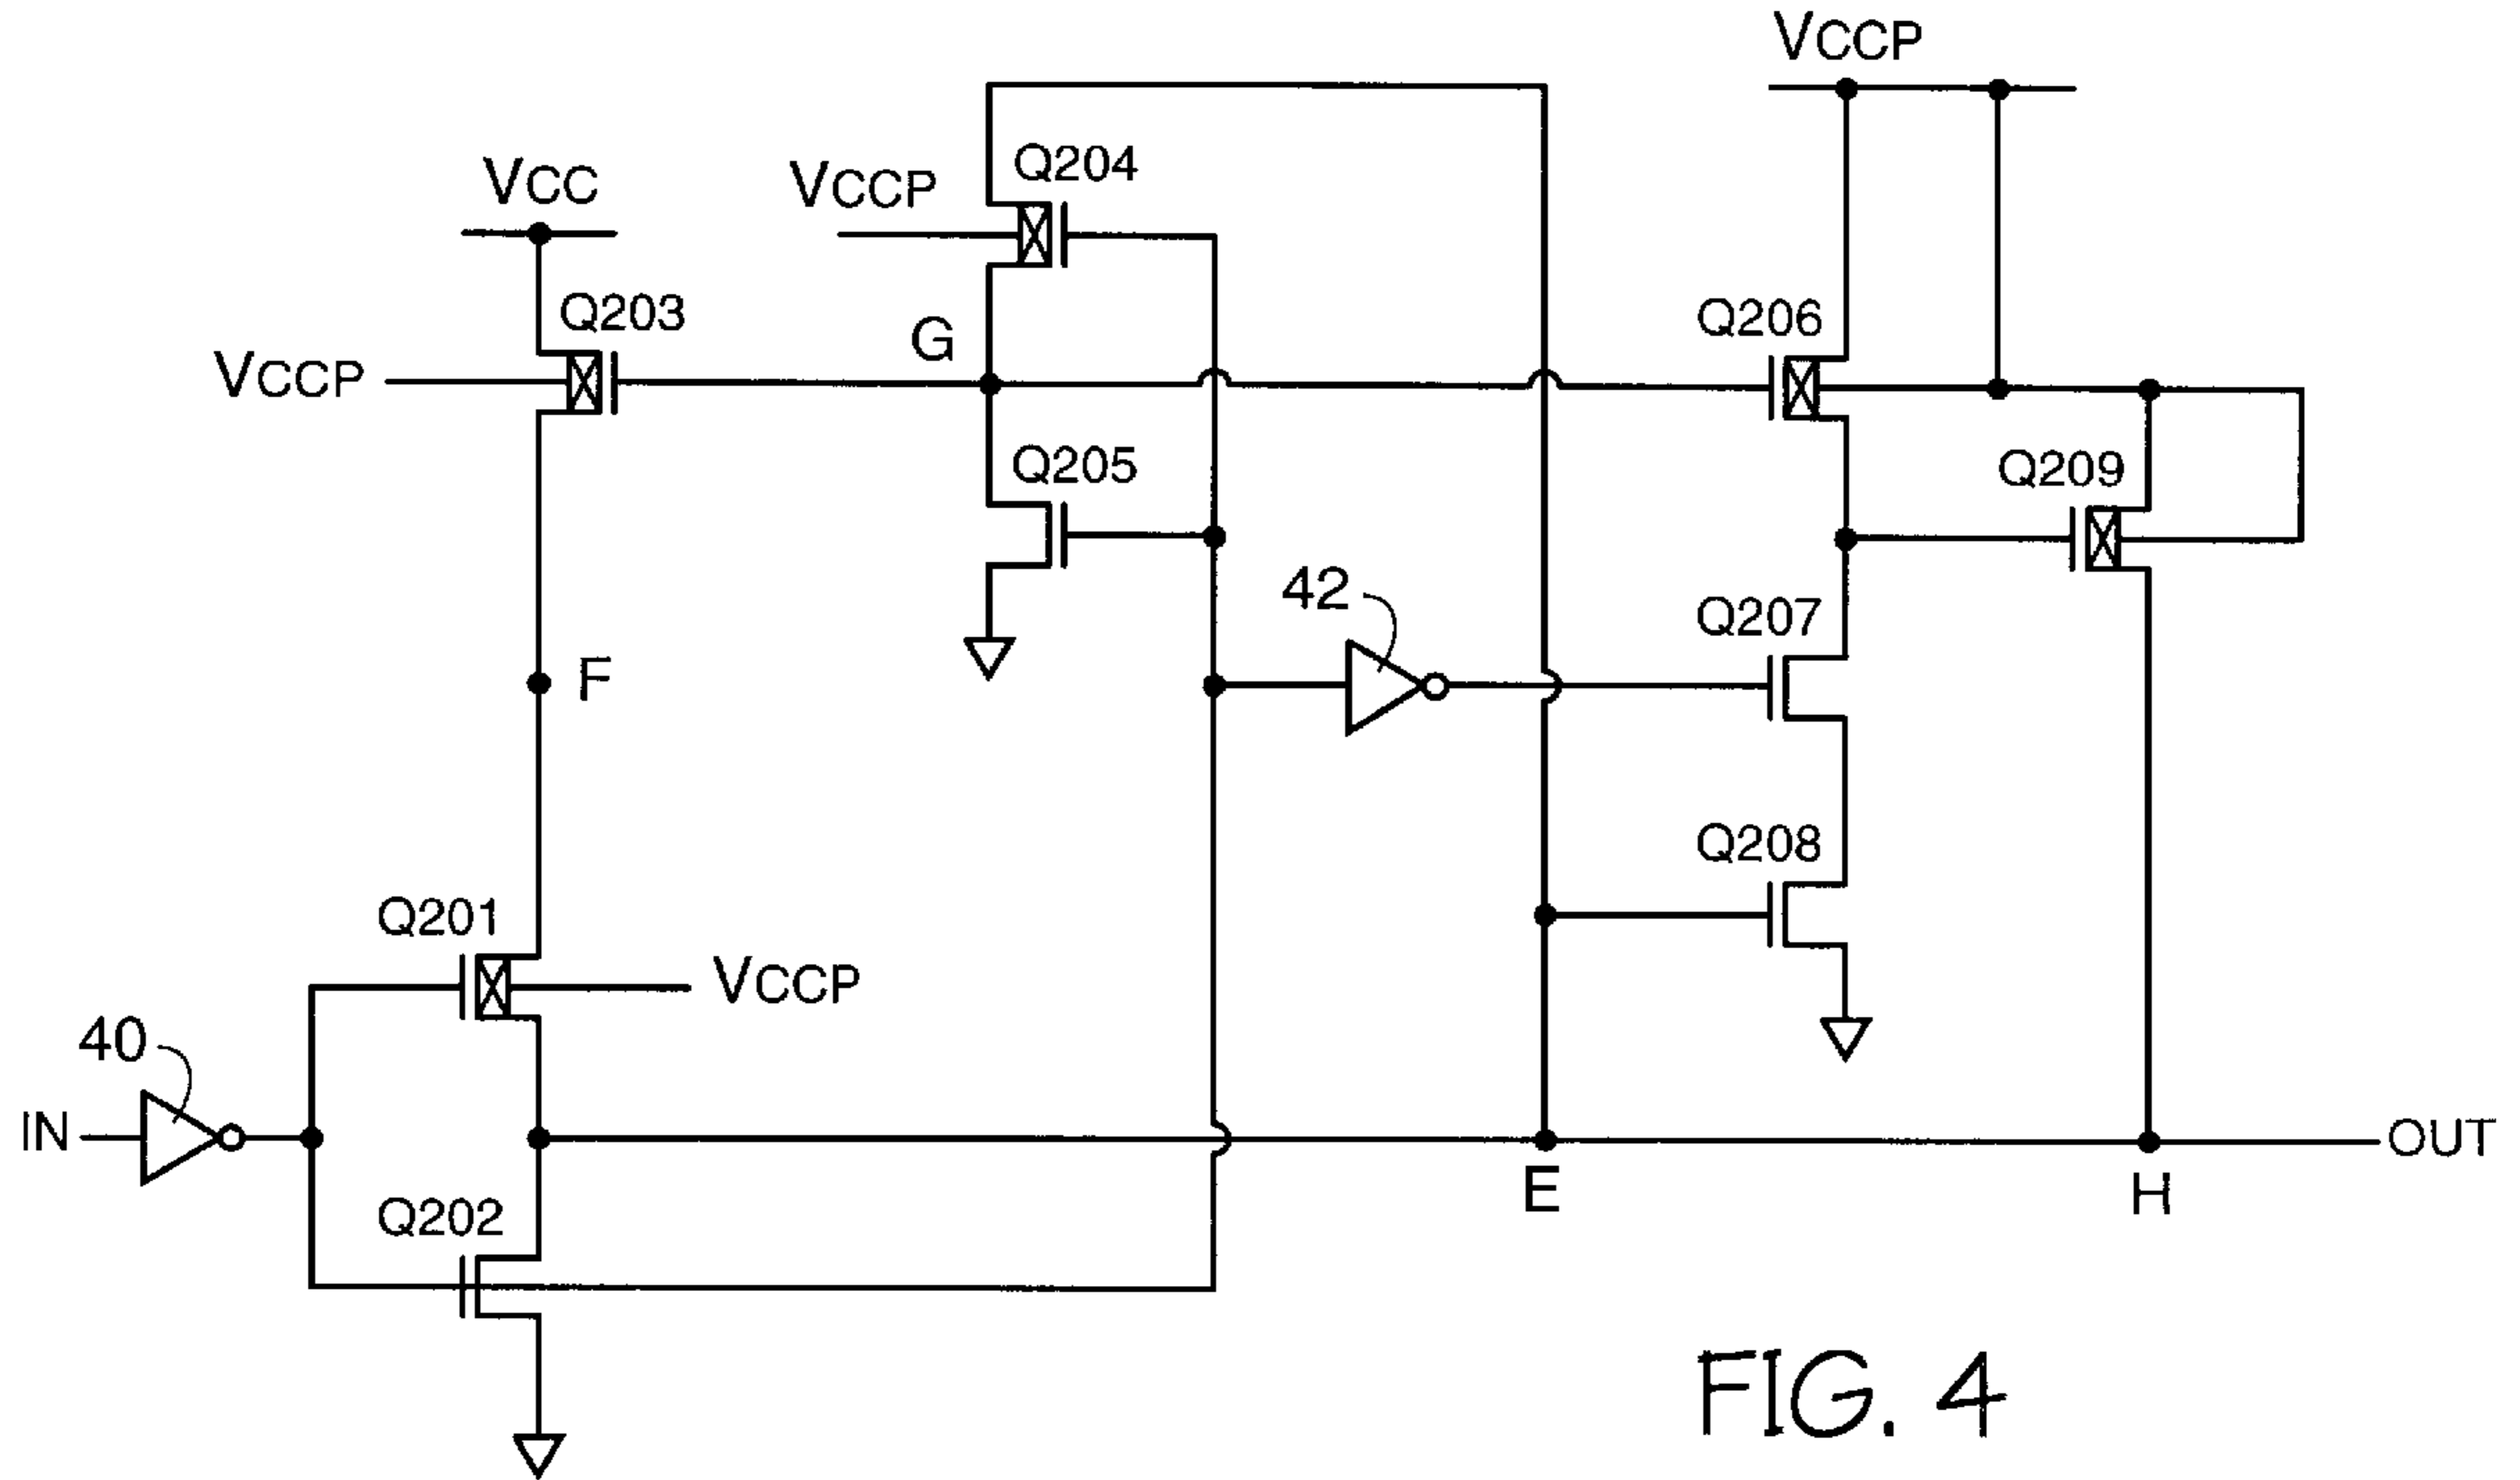 VCCP
Q204
VCC
VCCP
Q203
Q206
G
VCCP
Q205
Q209
42
Q207
F
Q208
Q201
VCCP
40
IN
OUT
E
H
Q202
FIG. 4